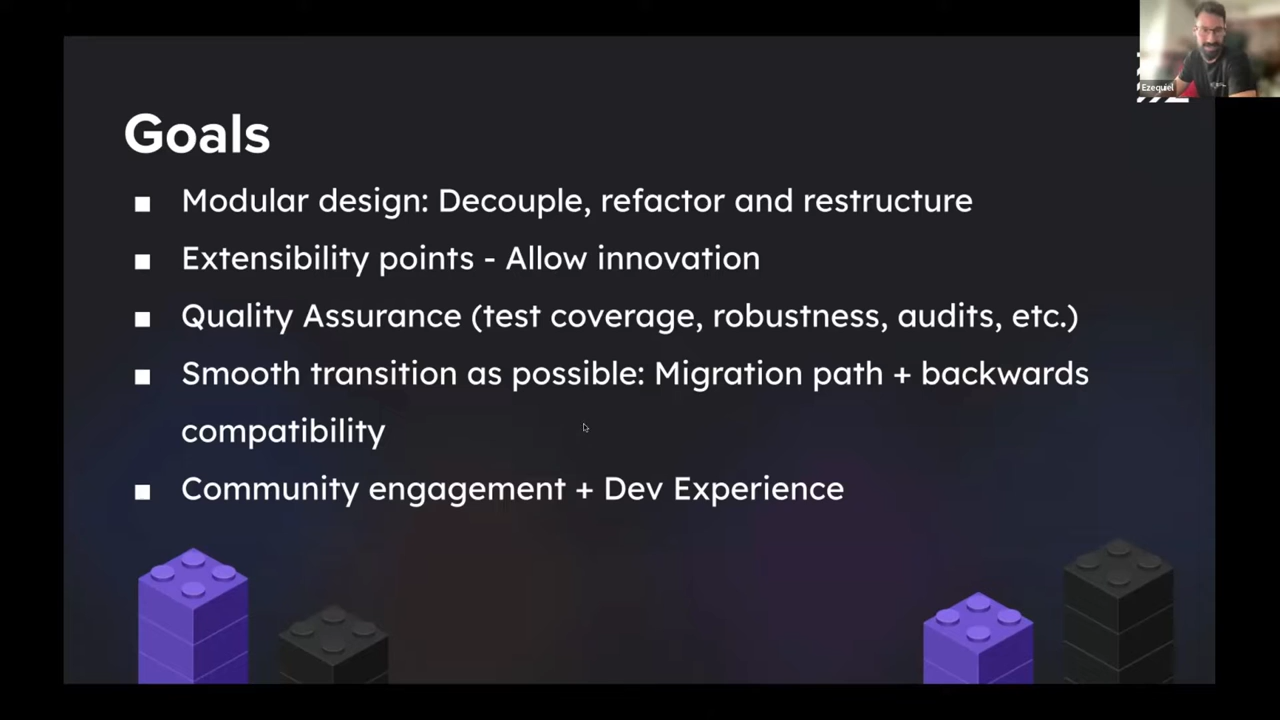 Goals
■ Modular design: Decouple, refactor and restructure
■ Extensibility points - Allow innovation
■ Quality Assurance (test coverage, robustness, audits, etc.)
■ Smooth transition as possible: Migration path + backwards
compatibility
■ Community engagement + Dev Experience
Ezequiel